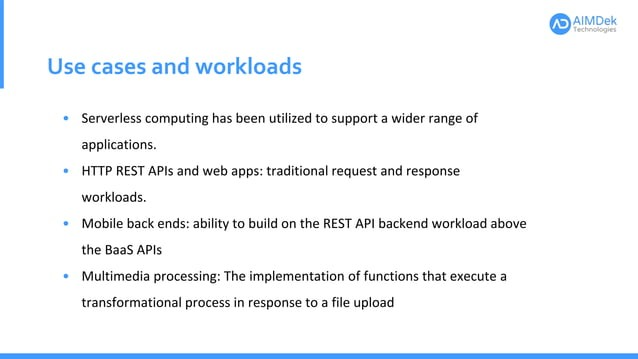 AIMDek
Technologies
Use cases and workloads
• Serverless computing has been utilized to support a wider range of
applications.
• HTTP REST APIs and web apps: traditional request and response
workloads.
• Mobile back ends: ability to build on the REST API backend workload above
the BaaS APIs
• Multimedia processing: The implementation of functions that execute a
transformational process in response to a file upload